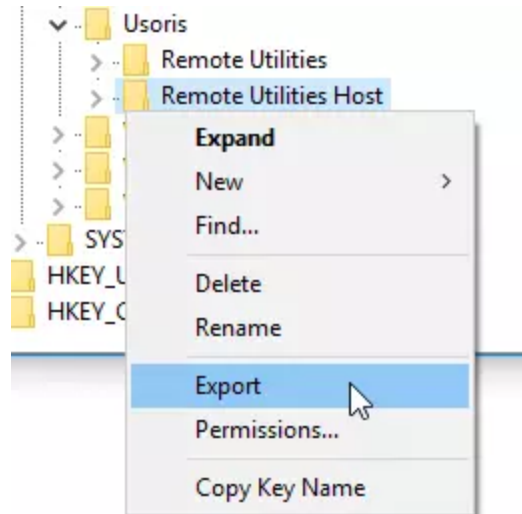 Usoris
Remote Utilities
Remote Utilities Host
Expand
New
Find...
SYS
HKEY_U
Delete
HKEY_C
Rename
Export
Permissions...
Copy Key Name